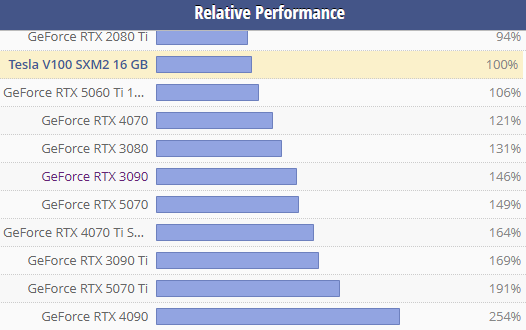 Relative Performance
GeForce RTX 2080 Ti 94%
Tesla V100 SXM2 16 GB 100%
GeForce RTX 5060 Ti 1... 106%
GeForce RTX 4070 121%
GeForce RTX 3080 131%
GeForce RTX 3090 146%
GeForce RTX 5070 149%
GeForce RTX 4070 Ti S... 164%
GeForce RTX 3090 Ti 169%
GeForce RTX 5070 Ti 191%
GeForce RTX 4090 254%